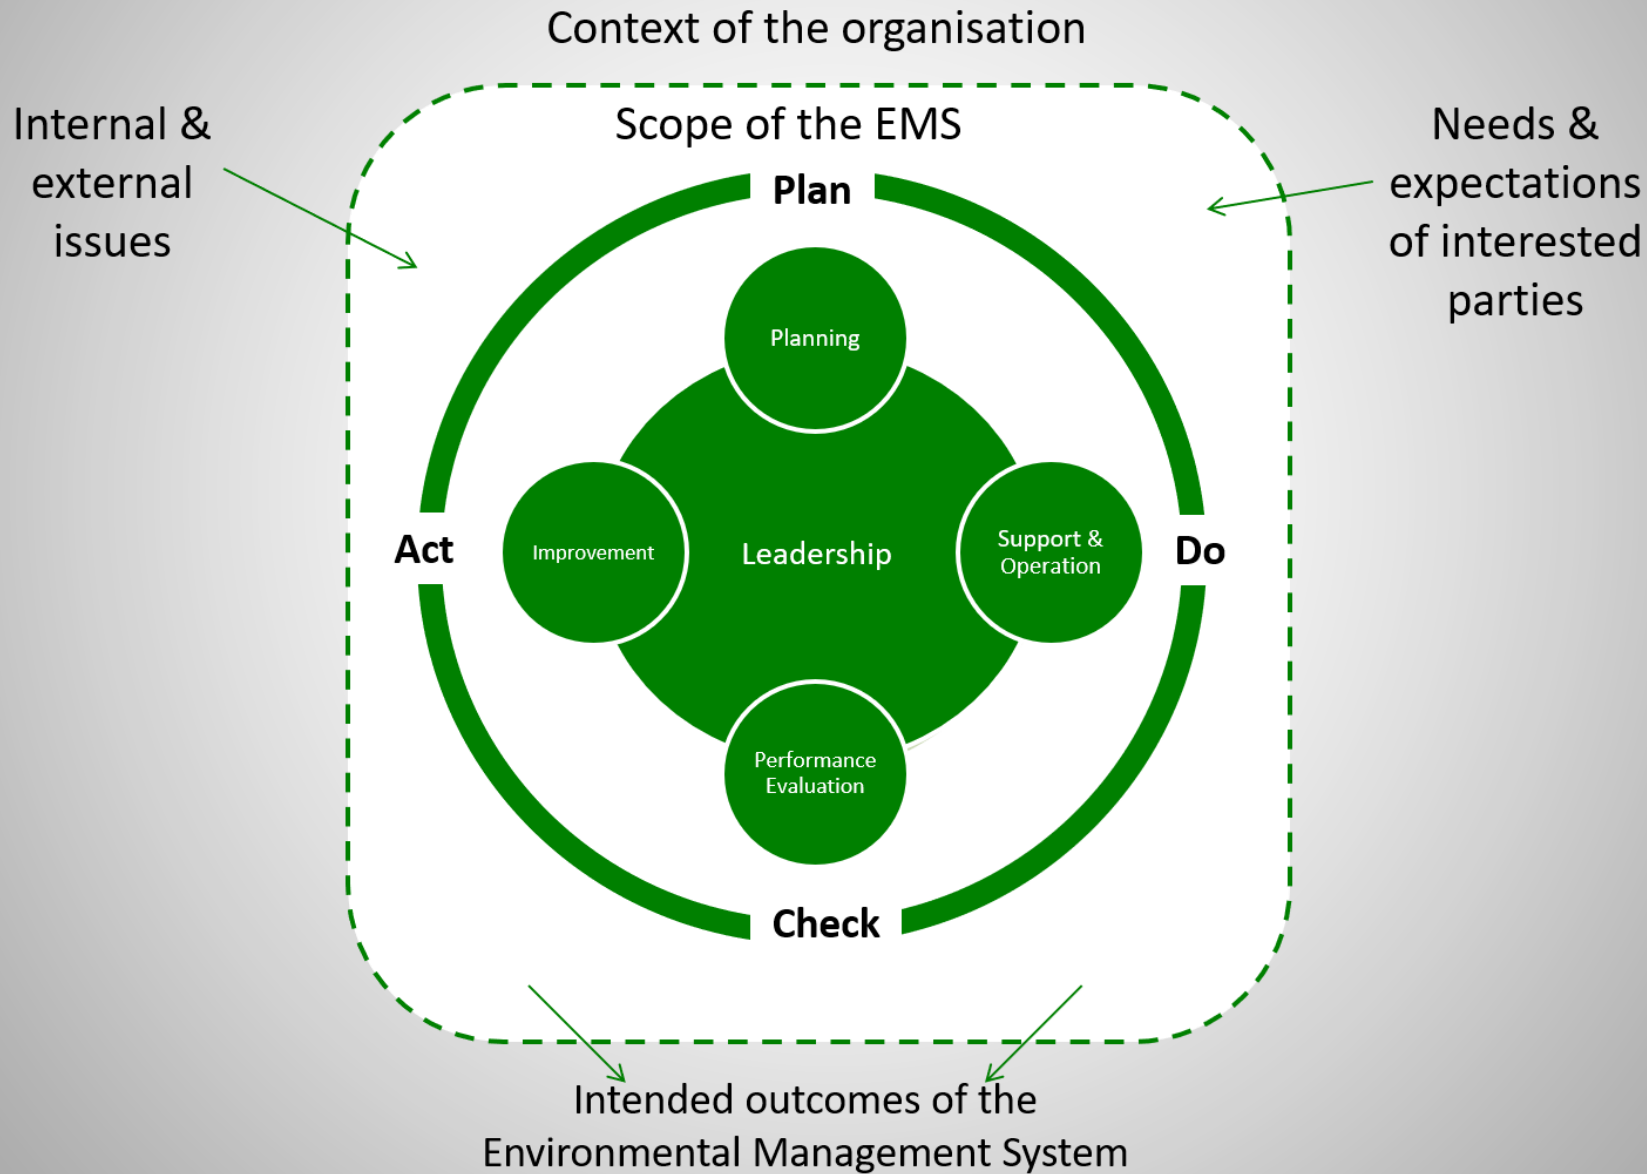 Context of the organisation
Internal &
external
issues
Scope of the EMS
Needs &
expectations
of interested
parties
Plan
Planning
Act
Improvement
Leadership
Support &
Operation
Do
Performance
Evaluation
Check
Intended outcomes of the
Environmental Management System